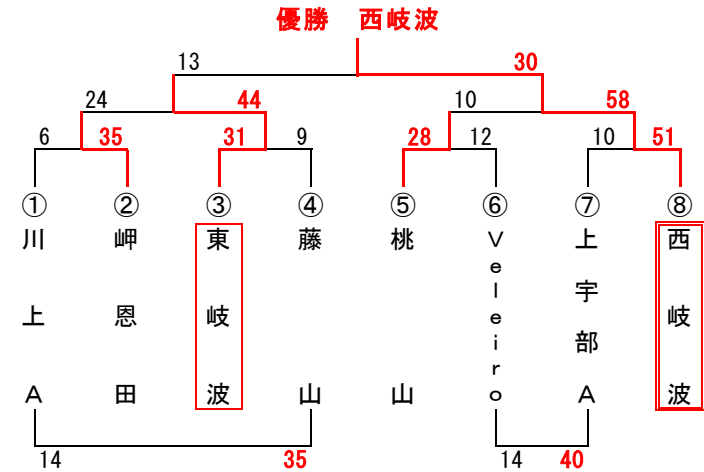 優勝 西岐波
13 30
24 44 10 58
6 35 31 9 28 12 10 51
① ② ③ ④ ⑤ ⑥ ⑦ ⑧
川上A
岬恩田
東岐波
藤山
桃山
Veleiro
上宇部A
西岐波
14 35 14 40